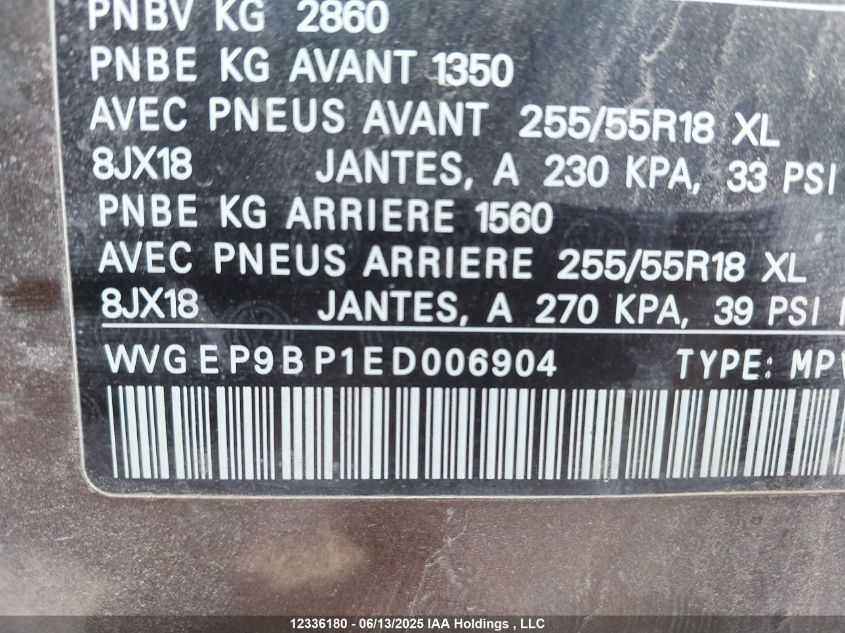 PNBV KG 2860
PNBE KG AVANT 1350
AVEC PNEUS AVANT 255/55R18 XL
8JX18 JANTES, A 230 KPA, 33 PSI
PNBE KG ARRIERE 1560
AVEC PNEUS ARRIERE 255/55R18 XL
8JX18 JANTES, A 270 KPA, 39 PSI
WVGEP9BP1ED006904 TYPE: MPV
12336180 - 06/13/2025 IAA Holdings , LLC